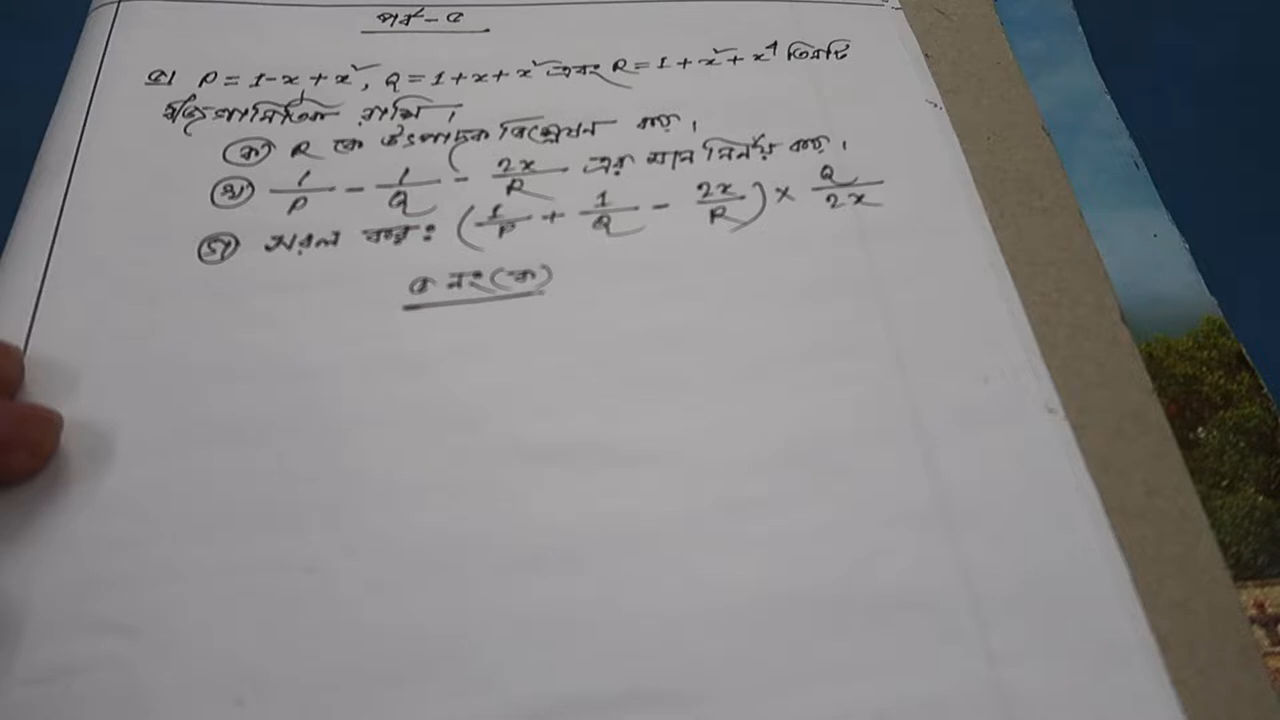 পর্ব - ৫
৫। P = 1-x+x², Q = 1+x+x² এবং R = 1+x²+x⁴ তিনটি
বীজগাণিতিক রাশি।
(ক) R কে উৎপাদকে বিশ্লেষণ কর।
(খ) 1/P - 1/Q - 2x/R এর মান নির্ণয় কর।
(গ) সরল কর: (1/P + 1/Q - 2x/R) × Q/2x
৫ নং (ক)